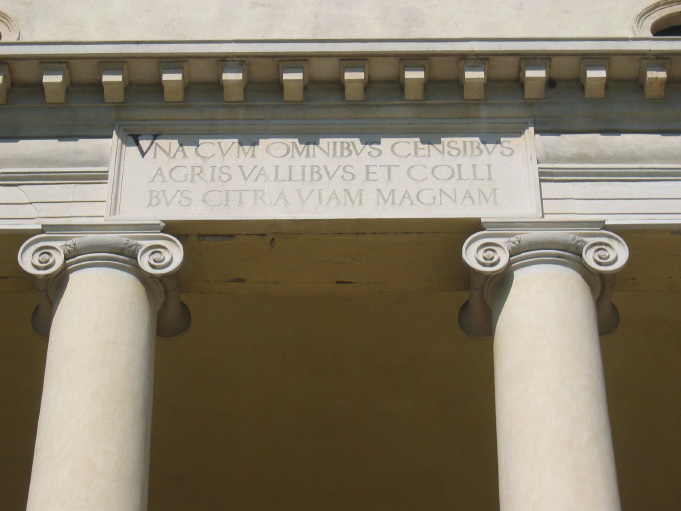 VNA CVM OMNIBVS CENSIBVS
AGRIS VALLIBVS ET COLLI
BVS CITRA VIAM MAGNAM